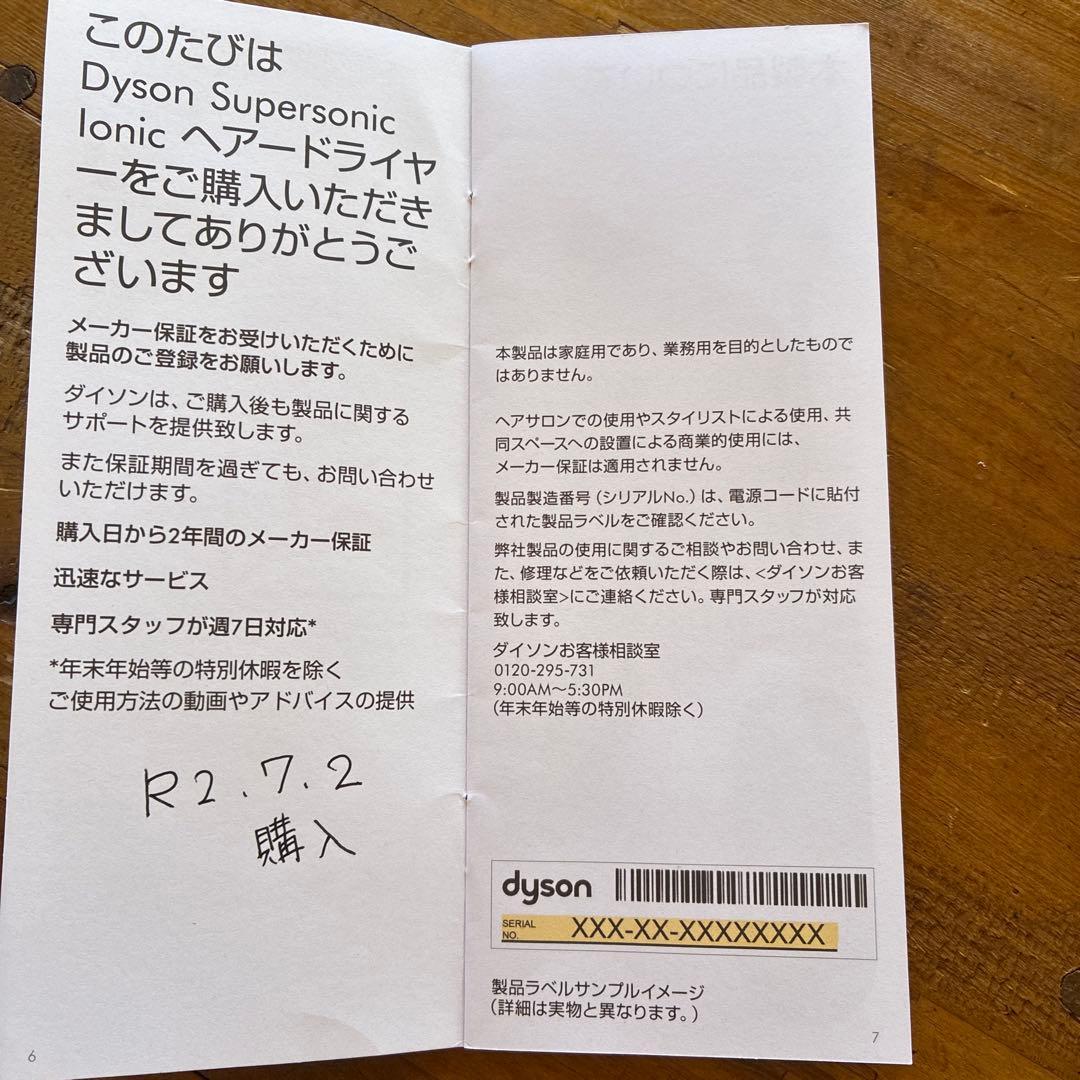 このたびは
Dyson Supersonic
Ionic ヘアードライヤ
ーをご購入いただき
ましてありがとうご
ざいます
メーカー保証をお受けいただくために
製品のご登録をお願いします。
ダイソンは、ご購入後も製品に関する
サポートを提供致します。
また保証期間を過ぎても、お問い合わせ
いただけます。
購入日から2年間のメーカー保証
迅速なサービス
専門スタッフが週7日対応*
*年末年始等の特別休暇を除く
ご使用方法の動画やアドバイスの提供
R2.7.2
購入
6
本製品は家庭用であり、業務用を目的としたもので
はありません。
ヘアサロンでの使用やスタイリストによる使用、共
同スペースへの設置による商業的使用には、
メーカー保証は適用されません。
製品製造番号（シリアルNo.）は、電源コードに貼付
された製品ラベルをご確認ください。
弊社製品の使用に関するご相談やお問い合わせ、ま
た、修理などをご依頼いただく際は、<ダイソンお客
様相談室>にご連絡ください。専門スタッフが対応
致します。
ダイソンお客様相談室
0120-295-731
9:00AM～5:30PM
（年末年始等の特別休暇除く）
dyson
SERIAL
NO.
XXX-XX-XXXXXXXX
製品ラベルサンプルイメージ
（詳細は実物と異なります。）
7